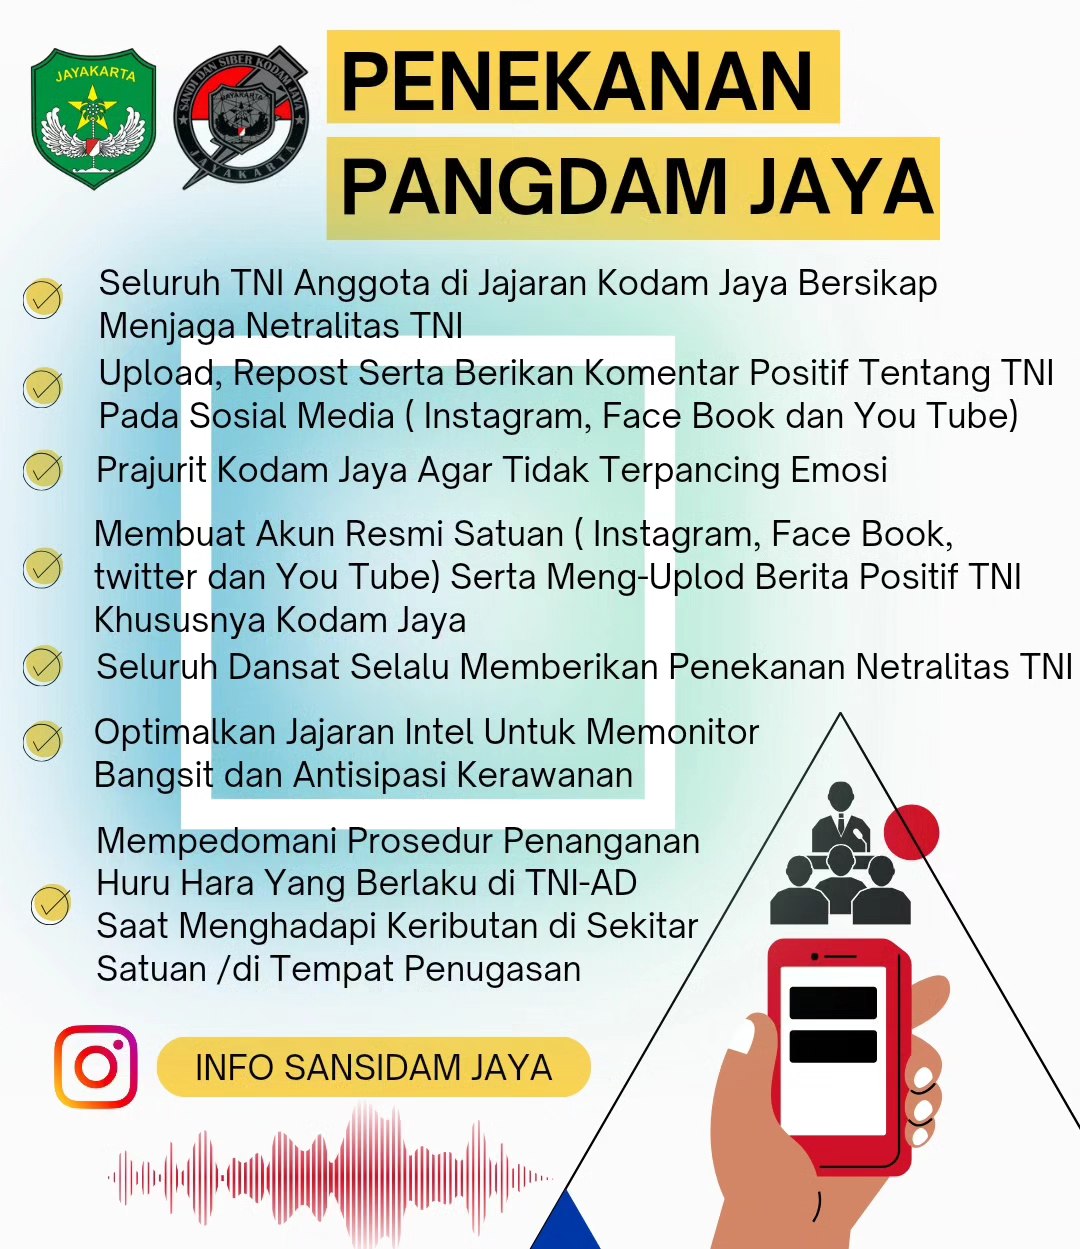 JAYAKARTA
SANDI DAN SIBER KODAM JAYA
JAYAKARTA
JAYAKARTA
PENEKANAN
PANGDAM JAYA
Seluruh TNI Anggota di Jajaran Kodam Jaya Bersikap
Menjaga Netralitas TNI
Upload, Repost Serta Berikan Komentar Positif Tentang TNI
Pada Sosial Media ( Instagram, Face Book dan You Tube)
Prajurit Kodam Jaya Agar Tidak Terpancing Emosi
Membuat Akun Resmi Satuan ( Instagram, Face Book,
twitter dan You Tube) Serta Meng-Uplod Berita Positif TNI
Khususnya Kodam Jaya
Seluruh Dansat Selalu Memberikan Penekanan Netralitas TNI
Optimalkan Jajaran Intel Untuk Memonitor
Bangsit dan Antisipasi Kerawanan
Mempedomani Prosedur Penanganan
Huru Hara Yang Berlaku di TNI-AD
Saat Menghadapi Keributan di Sekitar
Satuan /di Tempat Penugasan
INFO SANSIDAM JAYA